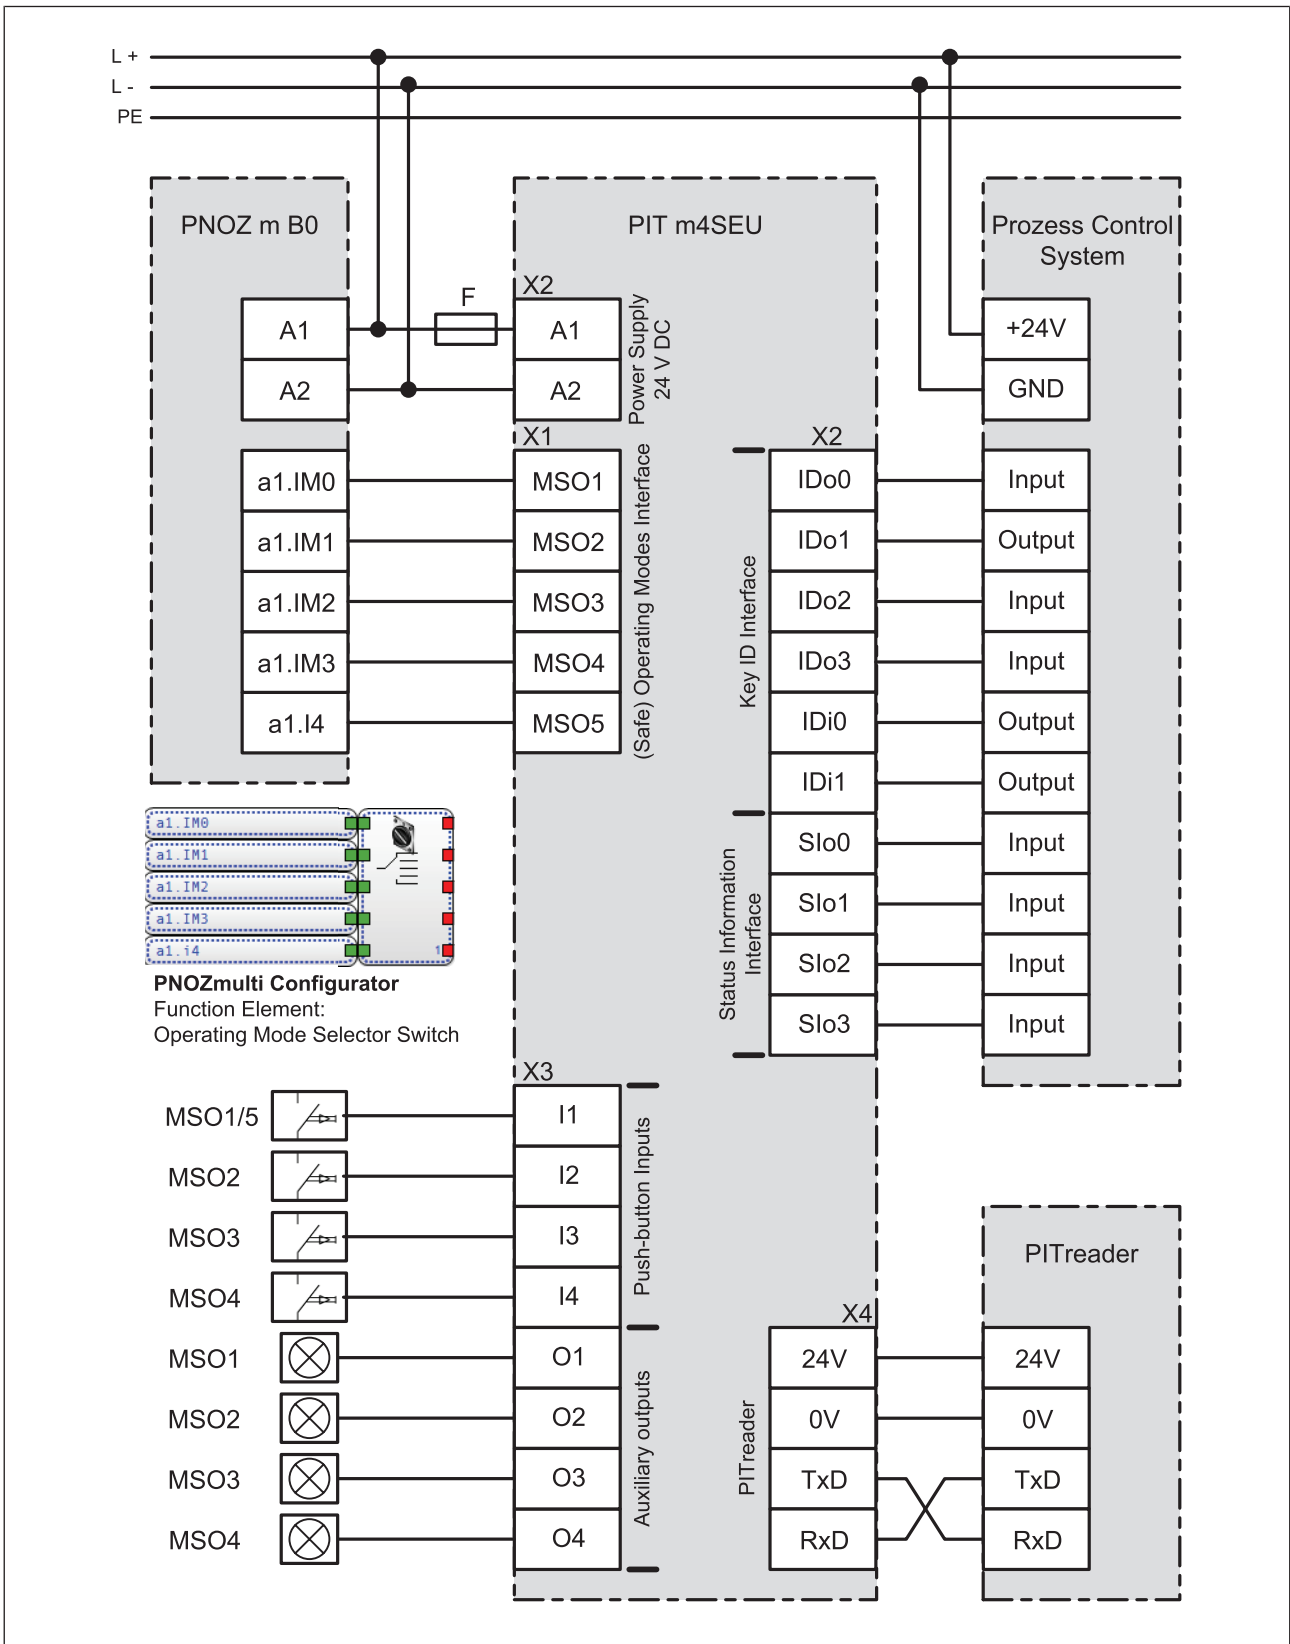 L +
L -
PE
PNOZ m B0
PIT m4SEU
Prozess Control
System
X2
F
A1
A1
Power Supply
24 V DC
+24V
A2
A2
GND
X1
X2
a1.IM0
MSO1
(Safe) Operating Modes Interface
IDo0
Input
a1.IM1
MSO2
IDo1
Output
a1.IM2
MSO3
Key ID Interface
IDo2
Input
a1.IM3
MSO4
IDo3
Input
a1.I4
MSO5
IDi0
Output
IDi1
Output
a1.IM0
a1.IM1
a1.IM2
a1.IM3
a1.i4
1
PNOZmulti Configurator
Function Element:
Operating Mode Selector Switch
Status Information
Interface
SIo0
Input
SIo1
Input
SIo2
Input
SIo3
Input
X3
MSO1/5
I1
Push-button Inputs
MSO2
I2
MSO3
I3
MSO4
I4
PITreader
X4
MSO1
O1
Auxiliary outputs
PITreader
24V
24V
MSO2
O2
0V
0V
MSO3
O3
TxD
TxD
MSO4
O4
RxD
RxD